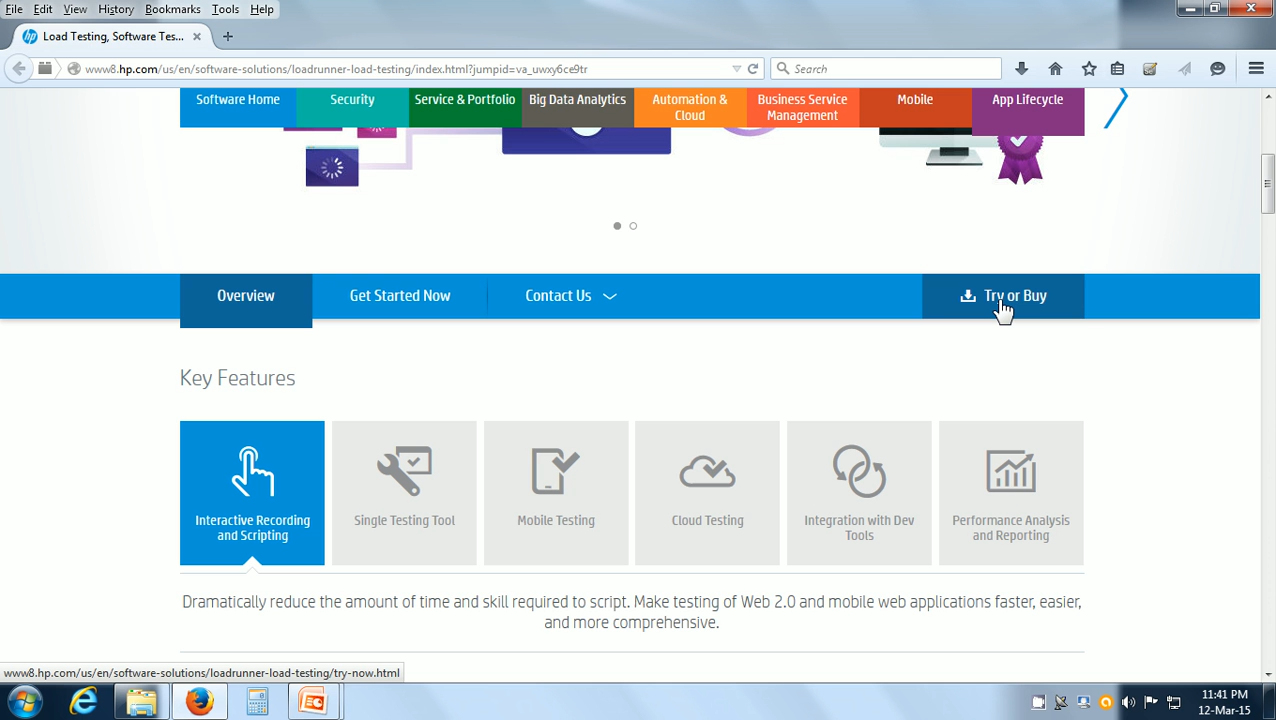 File Edit View History Bookmarks Tools Help
Load Testing, Software Tes...
www8.hp.com/us/en/software-solutions/loadrunner-load-testing/index.html?jumpid=va_uwxy6ce9tr
Search
Software Home
Security
Service & Portfolio
Big Data Analytics
Automation &
Cloud
Business Service
Management
Mobile
App Lifecycle
Overview
Get Started Now
Contact Us
Try or Buy
Key Features
Interactive Recording
and Scripting
Single Testing Tool
Mobile Testing
Cloud Testing
Integration with Dev
Tools
Performance Analysis
and Reporting
Dramatically reduce the amount of time and skill required to script. Make testing of Web 2.0 and mobile web applications faster, easier,
and more comprehensive.
www8.hp.com/us/en/software-solutions/loadrunner-load-testing/try-now.html
11:41 PM
12-Mar-15